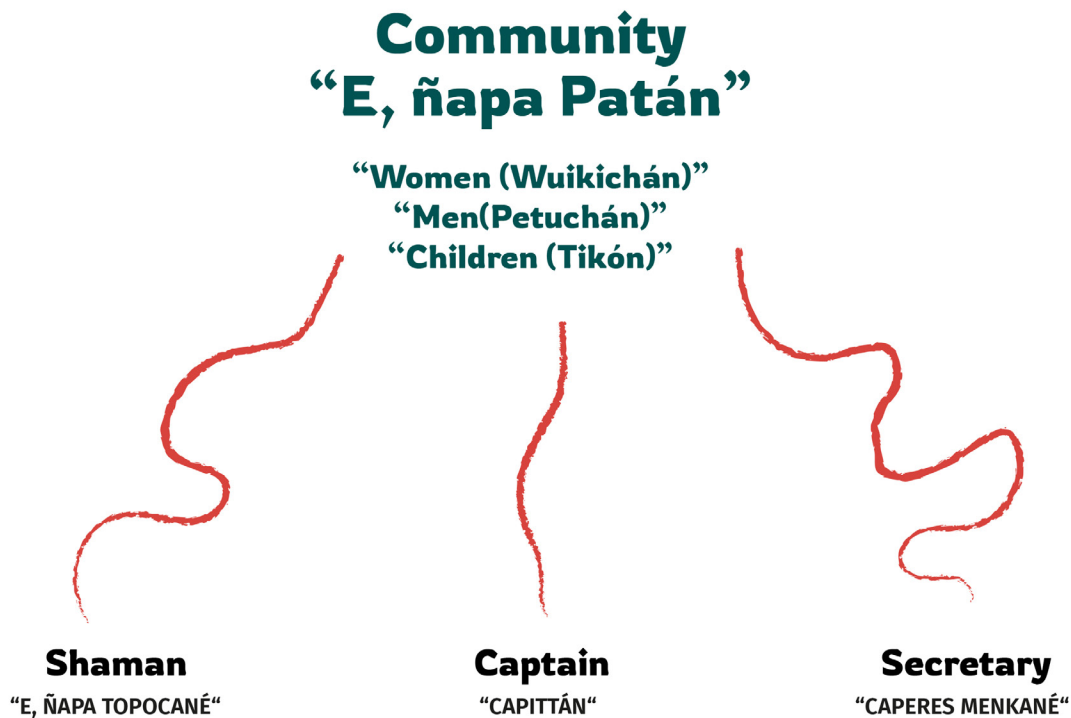 Community
“E, ñapa Patán”
“Women (Wuikichán)”
“Men(Petuchán)”
“Children (Tikón)”
Shaman
“E, ÑAPA TOPOCANÉ“
Captain
“CAPITTÁN“
Secretary
“CAPERES MENKANÉ“